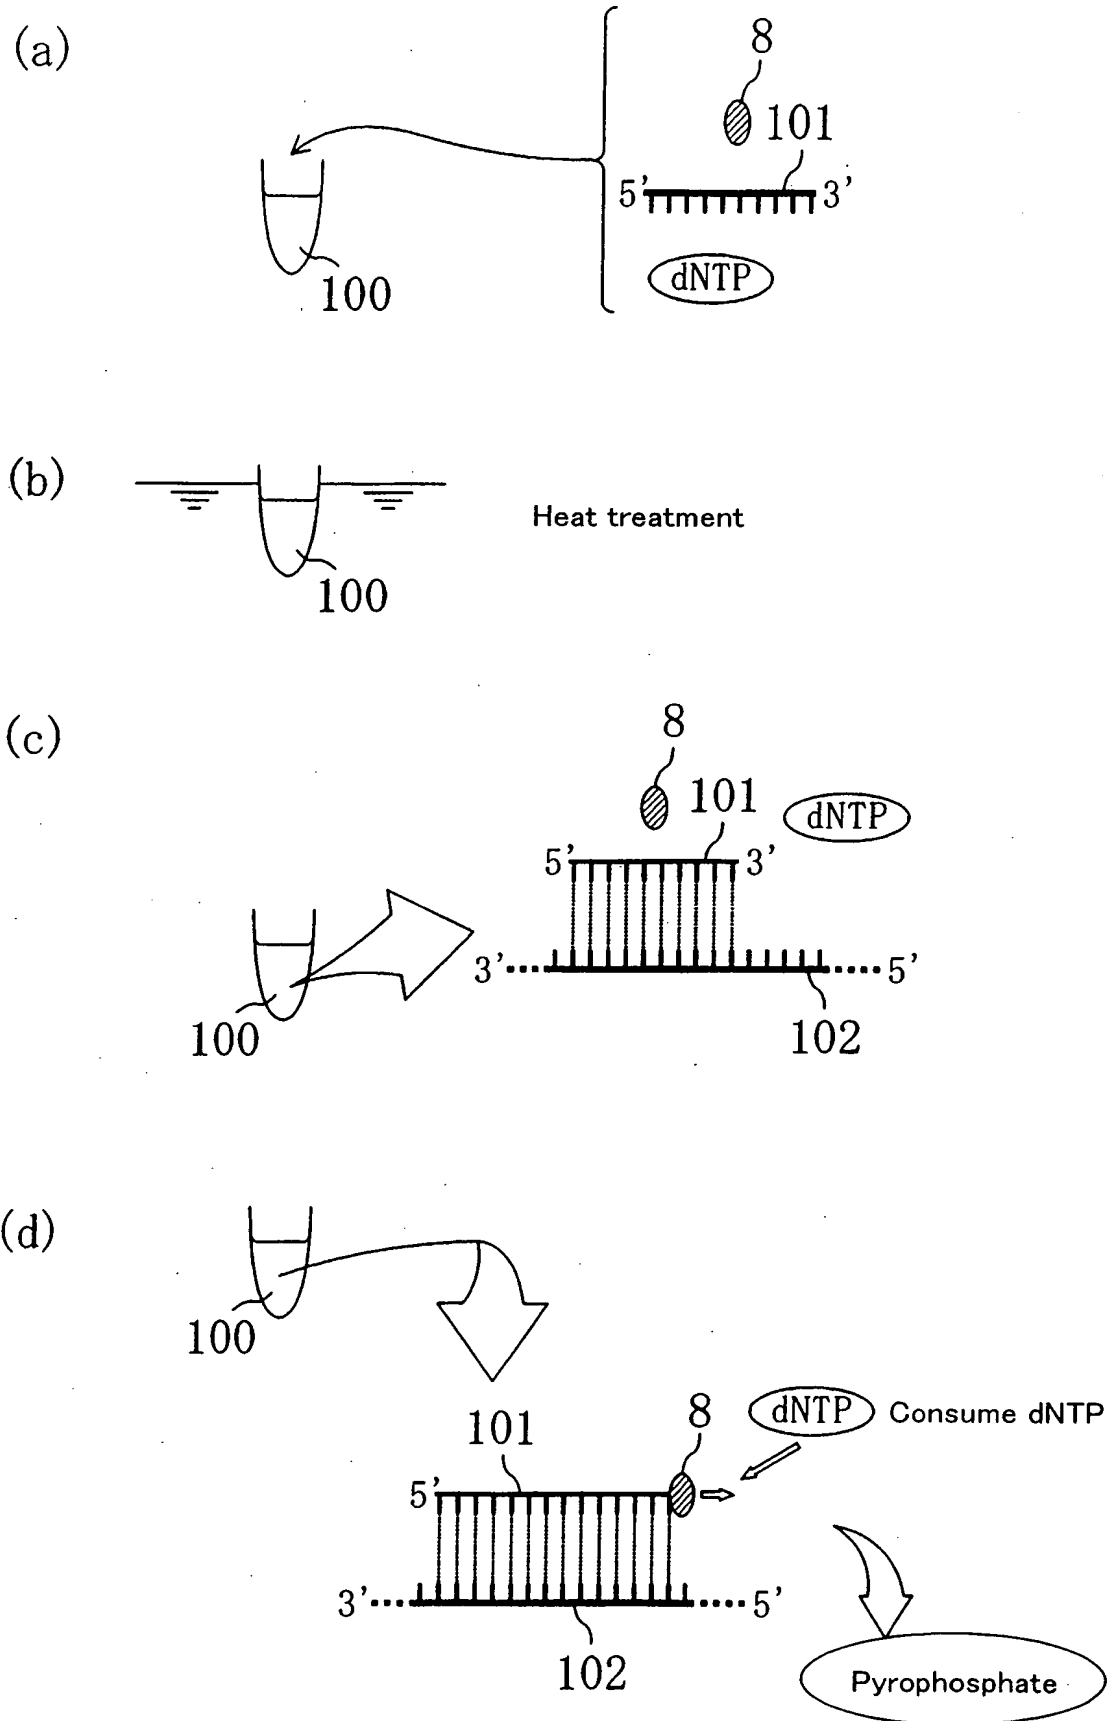 (a)
8
101
5' 3'
dNTP
100
(b)
Heat treatment
100
(c)
8
101
dNTP
5' 3'
3' 5'
100
102
(d)
100
101
8
dNTP Consume dNTP
5'
3' 5'
102
Pyrophosphate